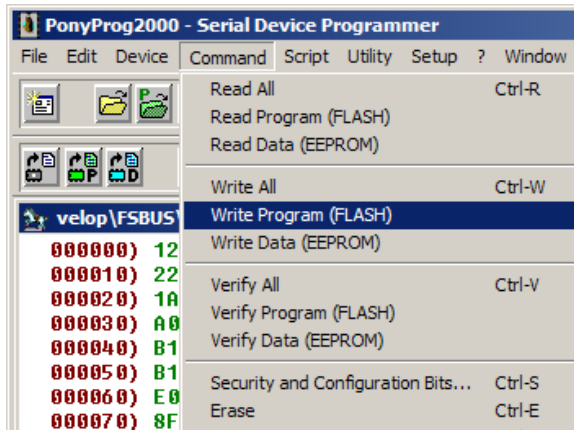 PonyProg2000 - Serial Device Programmer
File Edit Device Command Script Utility Setup ? Window
Read All Ctrl-R
Read Program (FLASH)
Read Data (EEPROM)
Write All Ctrl-W
Write Program (FLASH)
Write Data (EEPROM)
Verify All Ctrl-V
Verify Program (FLASH)
Verify Data (EEPROM)
Security and Configuration Bits... Ctrl-S
Erase Ctrl-E
P
P D
velop\FSBUS\
000000) 12
000010) 22
000020) 1A
000030) A0
000040) B1
000050) B1
000060) E0
000070) 8F